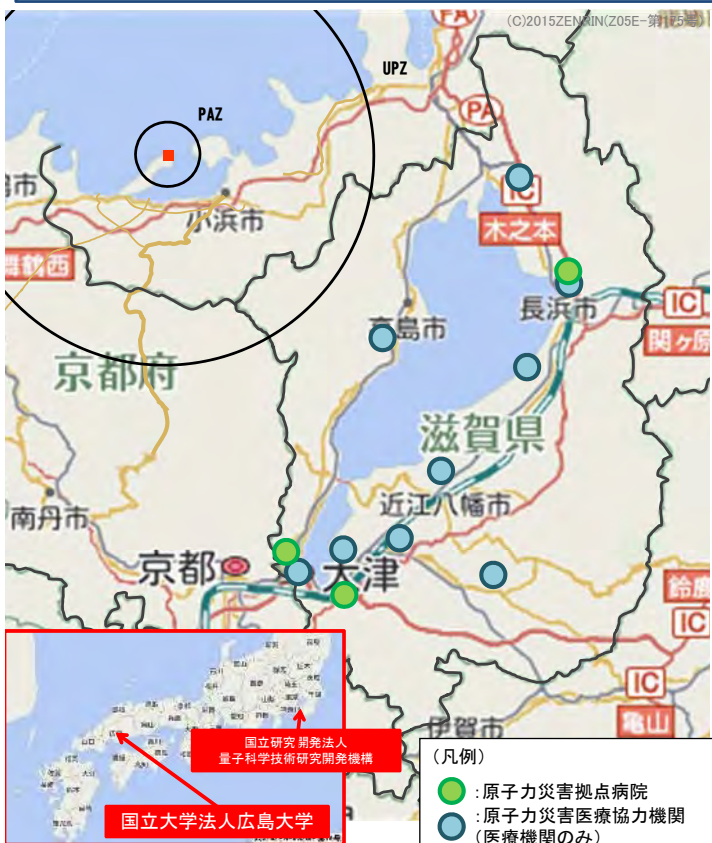 (C)2015ZENRIN(Z05E-第175号)
PA
UPZ
PAZ
PA
小浜市
IC
木之本
舞鶴西
長浜市
IC
高島市
関ヶ原
京都府
滋賀県
近江八幡市
南丹市
京都
大津
鈴鹿
IC
IC
亀山
伊賀市
国立研究開発法人
量子科学技術研究開発機構
国立大学法人広島大学
(凡例)
:原子力災害拠点病院
:原子力災害医療協力機関
(医療機関のみ)